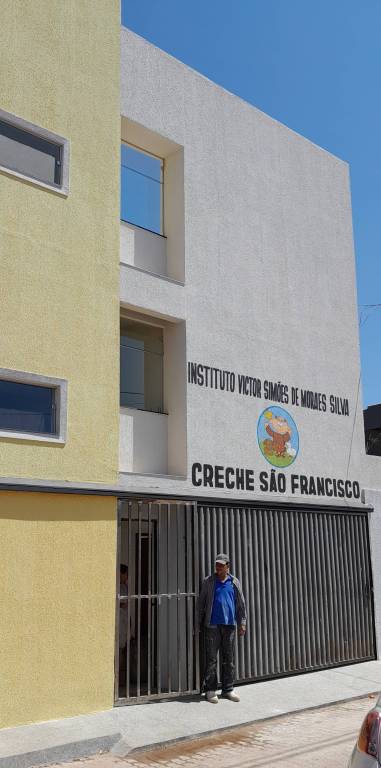 INSTITUTO VICTOR SIMÕES DE MORAES SILVA
CRECHE SÃO FRANCISCO